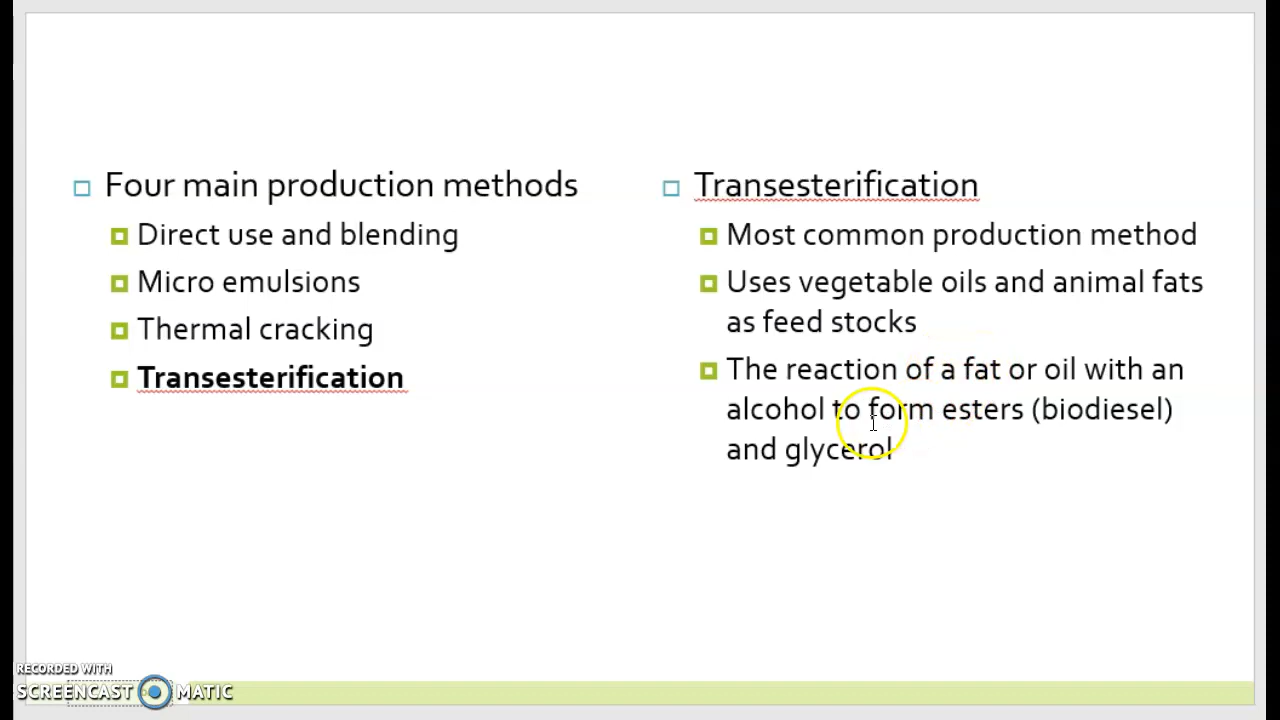 Four main production methods
Direct use and blending
Micro emulsions
Thermal cracking
Transesterification
Transesterification
Most common production method
Uses vegetable oils and animal fats
as feed stocks
The reaction of a fat or oil with an
alcohol to form esters (biodiesel)
and glycerol
RECORDED WITH
SCREENCAST MATIC